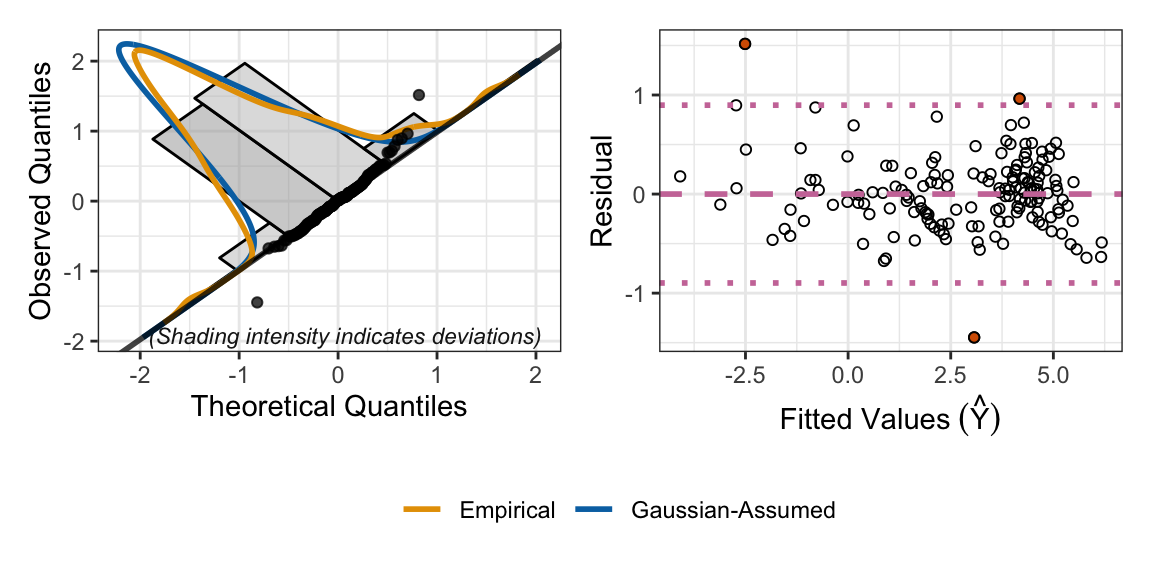 Observed Quantiles
2
1
0
-1
-2
(Shading intensity indicates deviations)
-2 -1 0 1 2
Theoretical Quantiles
Residual
1
0
-1
-2.5 0.0 2.5 5.0
Fitted Values (Ŷ)
Empirical Gaussian-Assumed